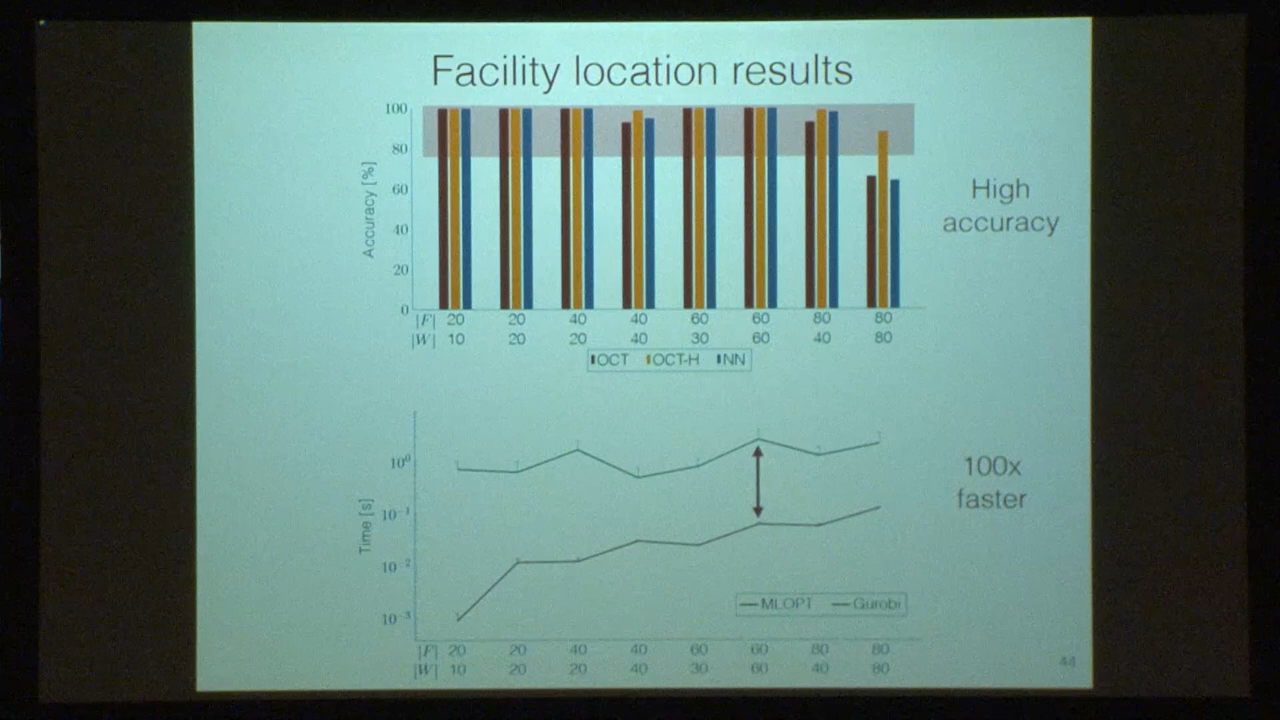 Facility location results
100
80
60
40
20
0
Accuracy [%]
High
accuracy
|F| 20 20 40 40 60 60 80 80
|W| 10 20 20 40 30 60 40 80
OCT OCT-H NN
10⁰
10⁻¹
10⁻²
10⁻³
Time [s]
100x
faster
MLOPT Gurobi
|F| 20 20 40 40 60 60 80 80
|W| 10 20 20 40 30 60 40 80
44